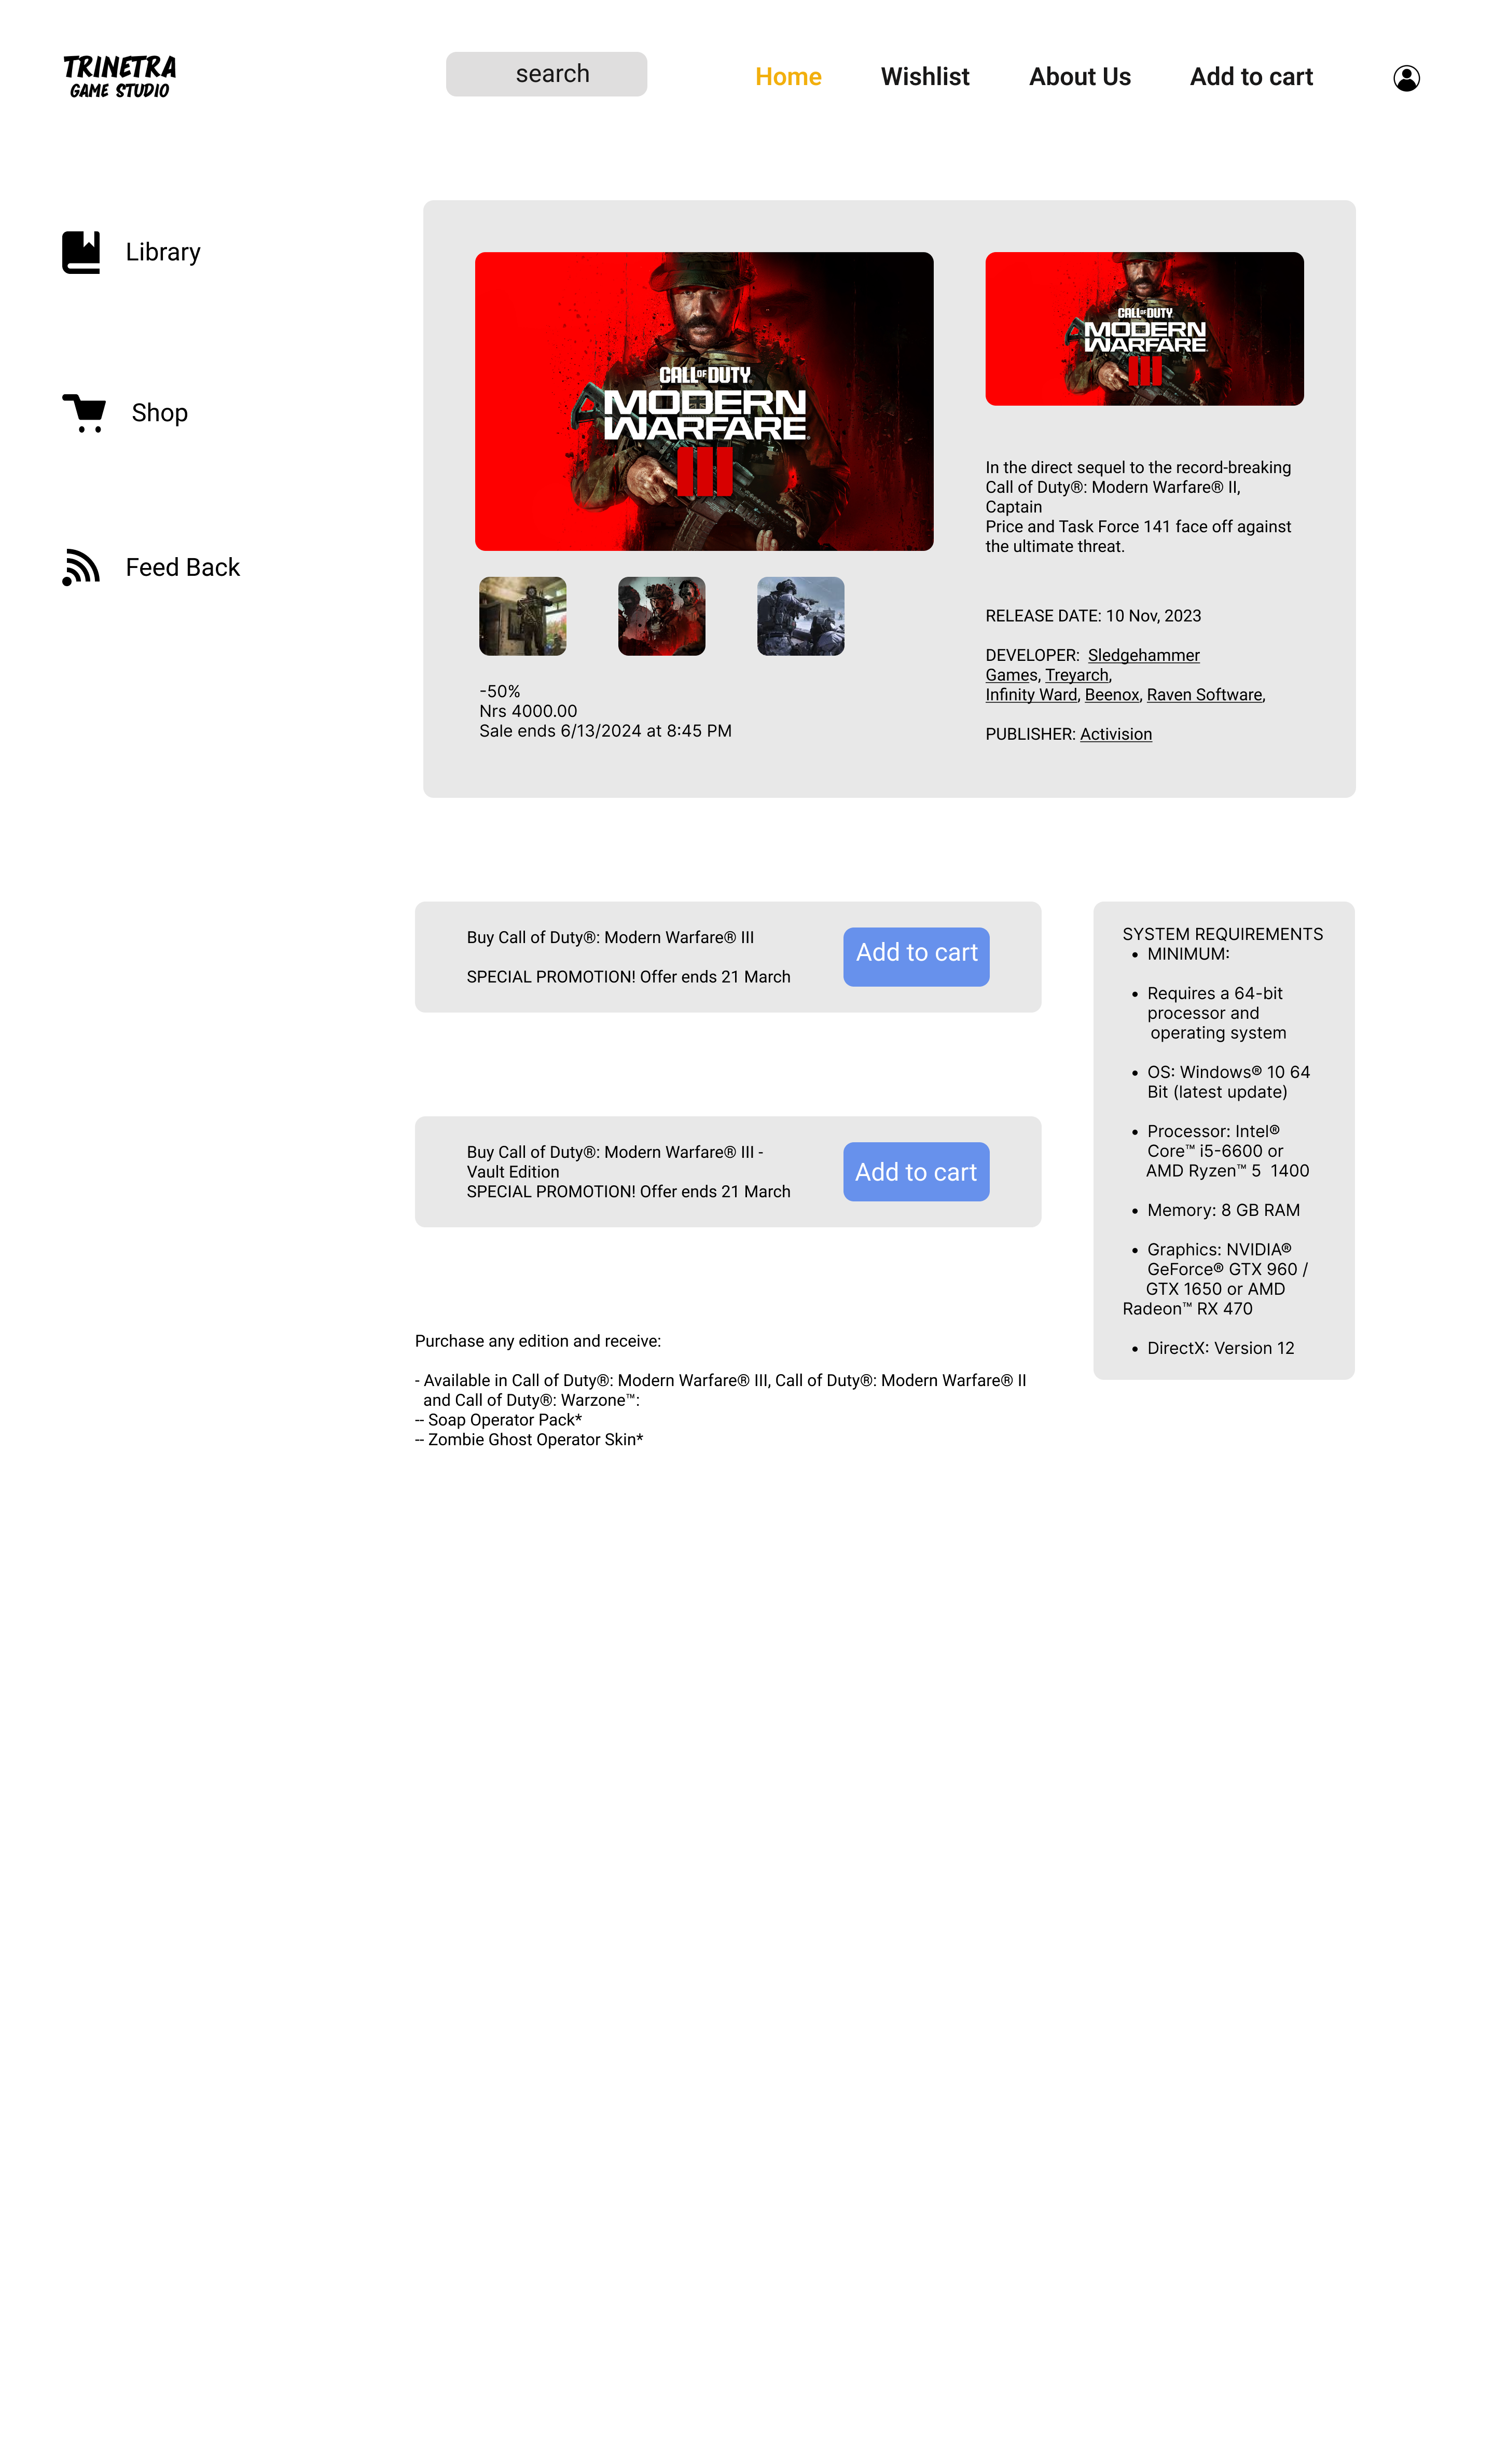 TRINETRA
GAME STUDIO
search
Home
Wishlist
About Us
Add to cart
Library
Shop
Feed Back
CALL OF DUTY
MODERN
WARFARE
III
-50%
Nrs 4000.00
Sale ends 6/13/2024 at 8:45 PM
CALL OF DUTY
MODERN
WARFARE
III
In the direct sequel to the record-breaking
Call of Duty®: Modern Warfare® II,
Captain
Price and Task Force 141 face off against
the ultimate threat.
RELEASE DATE: 10 Nov, 2023
DEVELOPER: Sledgehammer
Games, Treyarch,
Infinity Ward, Beenox, Raven Software,
PUBLISHER: Activision
Buy Call of Duty®: Modern Warfare® III
SPECIAL PROMOTION! Offer ends 21 March
Add to cart
Buy Call of Duty®: Modern Warfare® III -
Vault Edition
SPECIAL PROMOTION! Offer ends 21 March
Add to cart
Purchase any edition and receive:
- Available in Call of Duty®: Modern Warfare® III, Call of Duty®: Modern Warfare® II
and Call of Duty®: Warzone™:
-- Soap Operator Pack*
-- Zombie Ghost Operator Skin*
SYSTEM REQUIREMENTS
• MINIMUM:
• Requires a 64-bit
processor and
operating system
• OS: Windows® 10 64
Bit (latest update)
• Processor: Intel®
Core™ i5-6600 or
AMD Ryzen™ 5 1400
• Memory: 8 GB RAM
• Graphics: NVIDIA®
GeForce® GTX 960 /
GTX 1650 or AMD
Radeon™ RX 470
• DirectX: Version 12